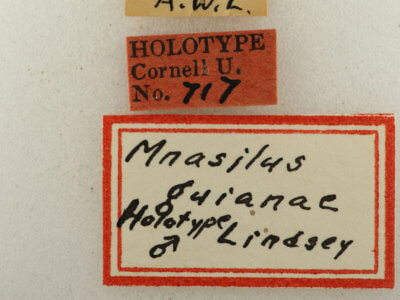 A.W.L.
HOLOTYPE
Cornell U.
No. 717
Mnasilus
guianae
Holotype Lindsey
♂